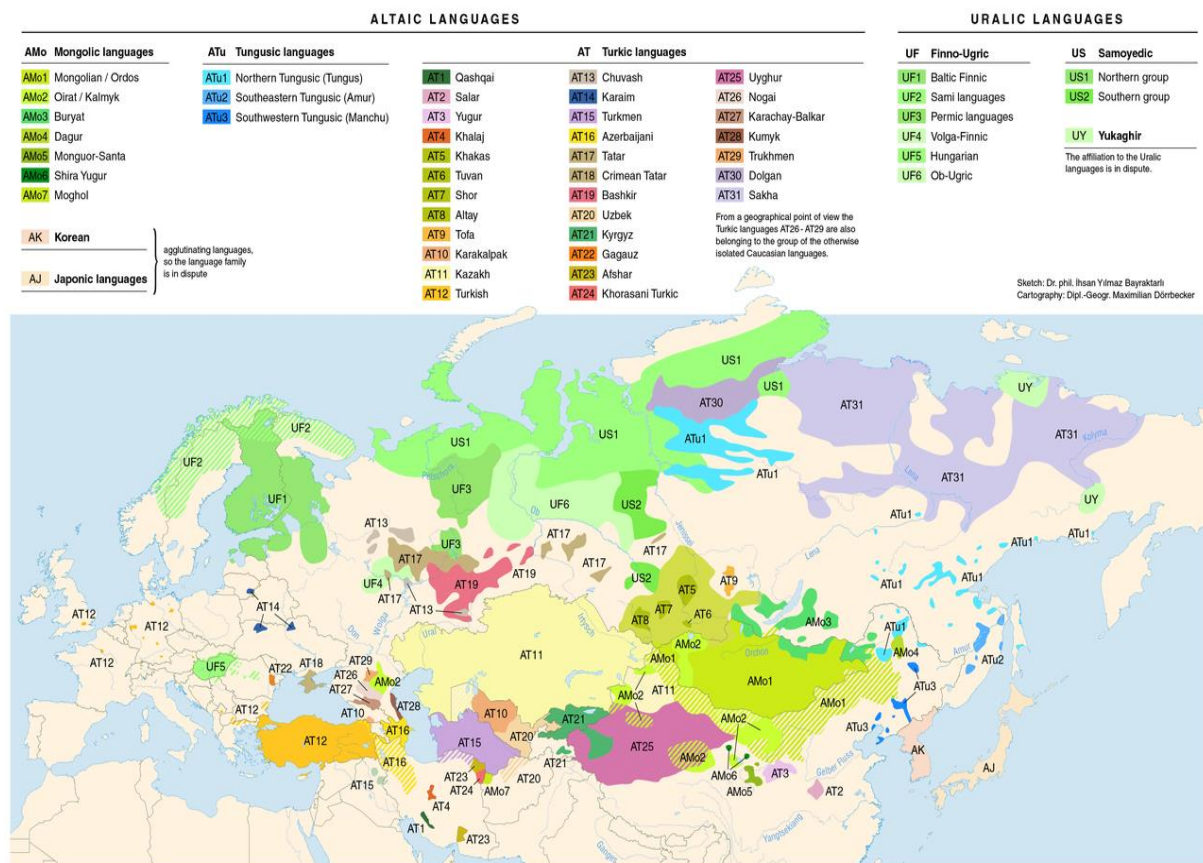 ALTAIC LANGUAGES
AMo Mongolic languages
AMo1 Mongolian / Ordos
AMo2 Oirat / Kalmyk
AMo3 Buryat
AMo4 Dagur
AMo5 Monguor-Santa
AMo6 Shira Yugur
AMo7 Moghol
AK Korean
AJ Japonic languages
agglutinating languages,
so the language family
is in dispute
ATu Tungusic languages
ATu1 Northern Tungusic (Tungus)
ATu2 Southeastern Tungusic (Amur)
ATu3 Southwestern Tungusic (Manchu)
AT Turkic languages
AT1 Qashqai
AT2 Salar
AT3 Yugur
AT4 Khalaj
AT5 Khakas
AT6 Tuvan
AT7 Shor
AT8 Altay
AT9 Tofa
AT10 Karakalpak
AT11 Kazakh
AT12 Turkish
AT13 Chuvash
AT14 Karaim
AT15 Turkmen
AT16 Azerbaijani
AT17 Tatar
AT18 Crimean Tatar
AT19 Bashkir
AT20 Uzbek
AT21 Kyrgyz
AT22 Gagauz
AT23 Afshar
AT24 Khorasani Turkic
AT25 Uyghur
AT26 Nogai
AT27 Karachay-Balkar
AT28 Kumyk
AT29 Trukhmen
AT30 Dolgan
AT31 Sakha
From a geographical point of view the
Turkic languages AT26 - AT29 are also
belonging to the group of the otherwise
isolated Caucasian languages.
URALIC LANGUAGES
UF Finno-Ugric
UF1 Baltic Finnic
UF2 Sami languages
UF3 Permic languages
UF4 Volga-Finnic
UF5 Hungarian
UF6 Ob-Ugric
US Samoyedic
US1 Northern group
US2 Southern group
UY Yukaghir
The affiliation to the Uralic
languages is in dispute.
Sketch: Dr. phil. İhsan Yılmaz Bayraktarlı
Cartography: Dipl.-Geogr. Maximilian Dörrbecker
US1
US1
UY
AT30
AT31
UF2
US1
US1
AT31
Kolyma
UF2
ATu1
Petschora
UF3
ATu1
Lena
AT31
UF1
UF6
US2
UY
Ob
ATu1
AT13
AT17
Jenissei
ATu1
ATu1
AT17
UF3
AT17
Lena
AT19
AT17
US2
AT9
ATu1
ATu1
UF4
AT19
AT5
AT17
AT13
AT7
AT6
AMo3
AT12
AT14
AT8
ATu1
Don
Wolga
Ural
Irtysch
AMo2
Orchon
AMo4
Amur
ATu2
AT12
AT12
AT11
AMo1
UF5
AT22
AT18
AT29
AT26
AMo2
AT11
AMo1
AT27
AMo2
AMo1
ATu3
AT12
AT10
AT28
AT10
AT21
AMo2
ATu3
AT12
AT16
AT15
AT20
AT25
AK
AT16
AT21
AMo2
AJ
AT15
AT23
AT20
AMo6
AT3
Gelber Fluss
AT24
AMo7
AMo5
AT4
AT2
AT1
AT23
Yangtsekiang
Ganges